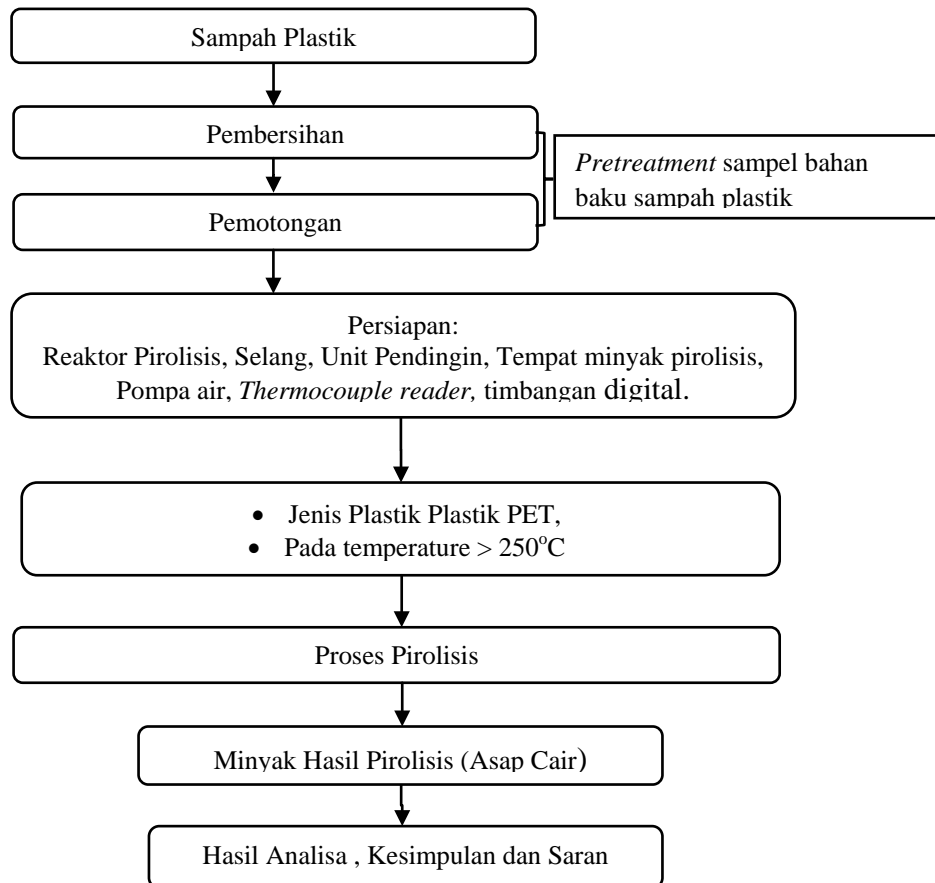 Sampah Plastik
Pembersihan
Pretreatment sampel bahan
baku sampah plastik
Pemotongan
Persiapan:
Reaktor Pirolisis, Selang, Unit Pendingin, Tempat minyak pirolisis,
Pompa air, Thermocouple reader, timbangan digital.
• Jenis Plastik Plastik PET,
• Pada temperature > 250°C
Proses Pirolisis
Minyak Hasil Pirolisis (Asap Cair)
Hasil Analisa , Kesimpulan dan Saran